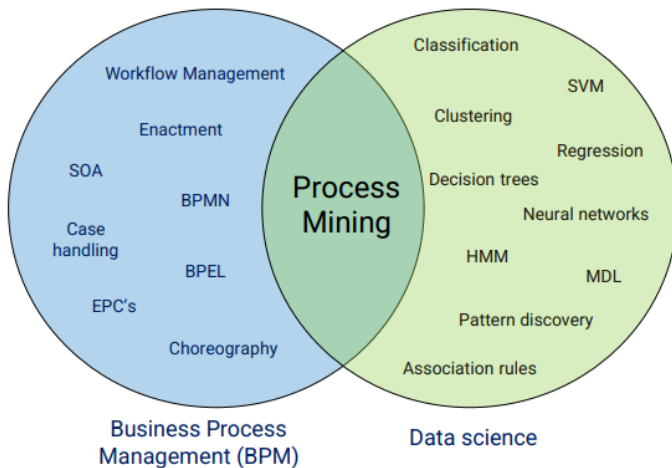 Workflow Management
Enactment
SOA
BPMN
Case
handling
BPEL
EPC's
Choreography
Process
Mining
Classification
SVM
Clustering
Regression
Decision trees
Neural networks
HMM
MDL
Pattern discovery
Association rules
Business Process
Management (BPM)
Data science